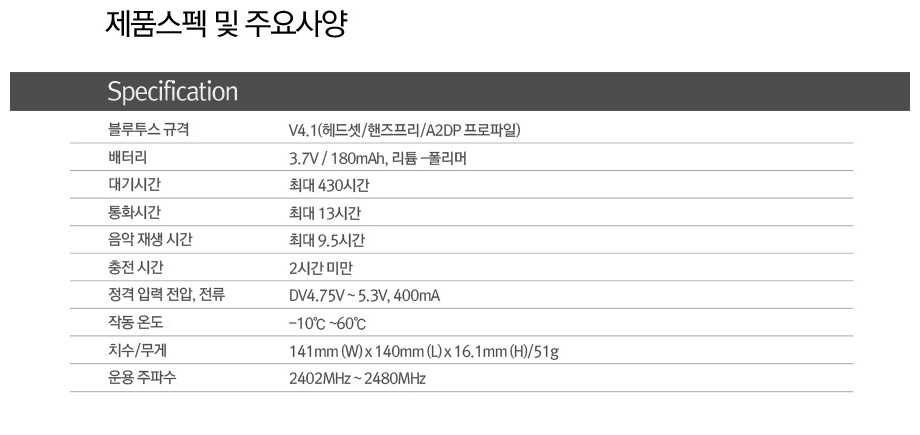 제품스펙 및 주요사양
Specification
블루투스 규격 V4.1(헤드셋/핸즈프리/A2DP 프로파일)
배터리 3.7V / 180mAh, 리튬 -폴리머
대기시간 최대 430시간
통화시간 최대 13시간
음악 재생 시간 최대 9.5시간
충전 시간 2시간 미만
정격 입력 전압, 전류 DV4.75V ~ 5.3V, 400mA
작동 온도 -10℃ ~60℃
치수/무게 141mm (W) x 140mm (L) x 16.1mm (H)/51g
운용 주파수 2402MHz ~ 2480MHz